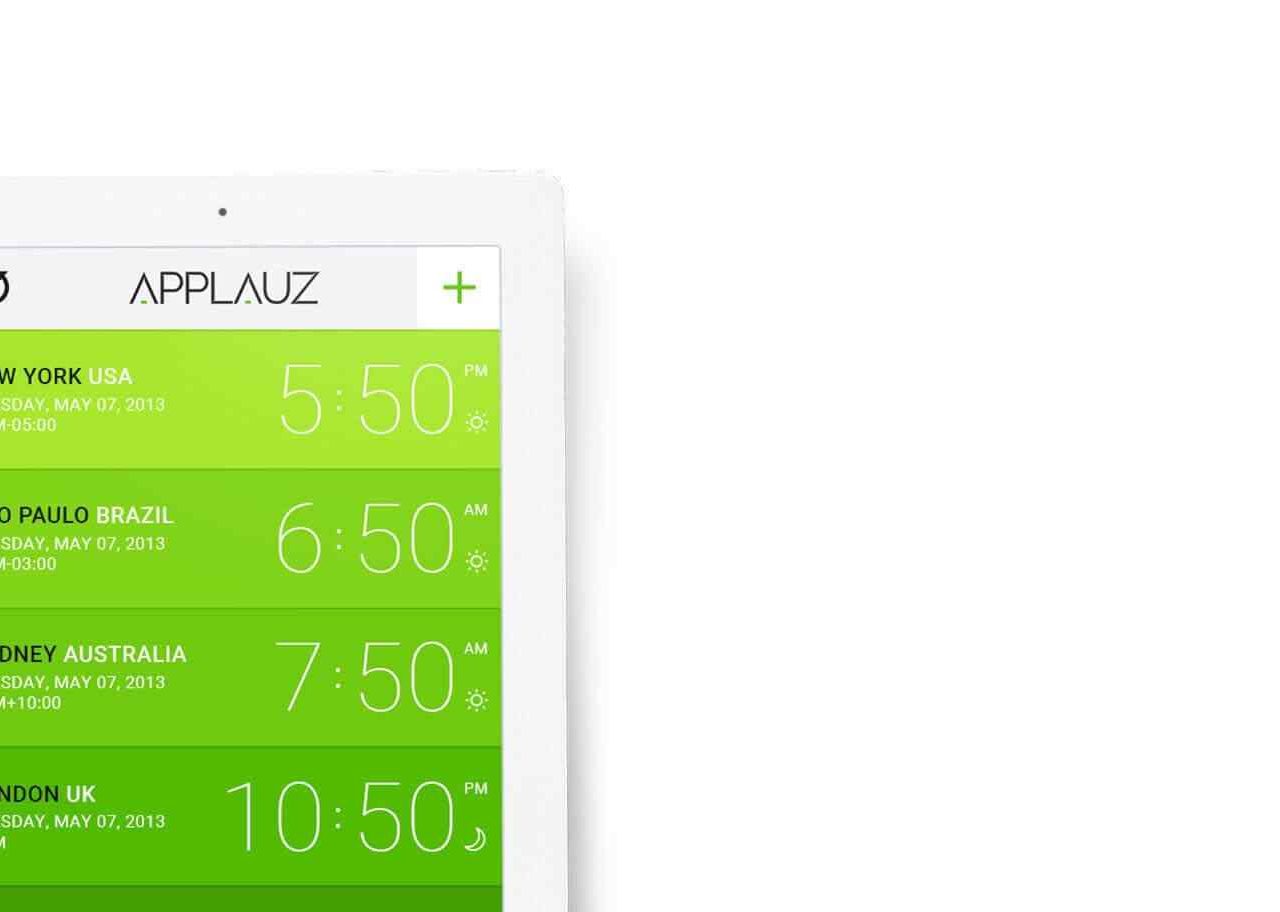 APPLAUZ
+
W YORK USA
SDAY, MAY 07, 2013
M-05:00
5:50
PM
O PAULO BRAZIL
SDAY, MAY 07, 2013
M-03:00
6:50
AM
DNEY AUSTRALIA
SDAY, MAY 07, 2013
M+10:00
7:50
AM
NDON UK
SDAY, MAY 07, 2013
M
10:50
PM